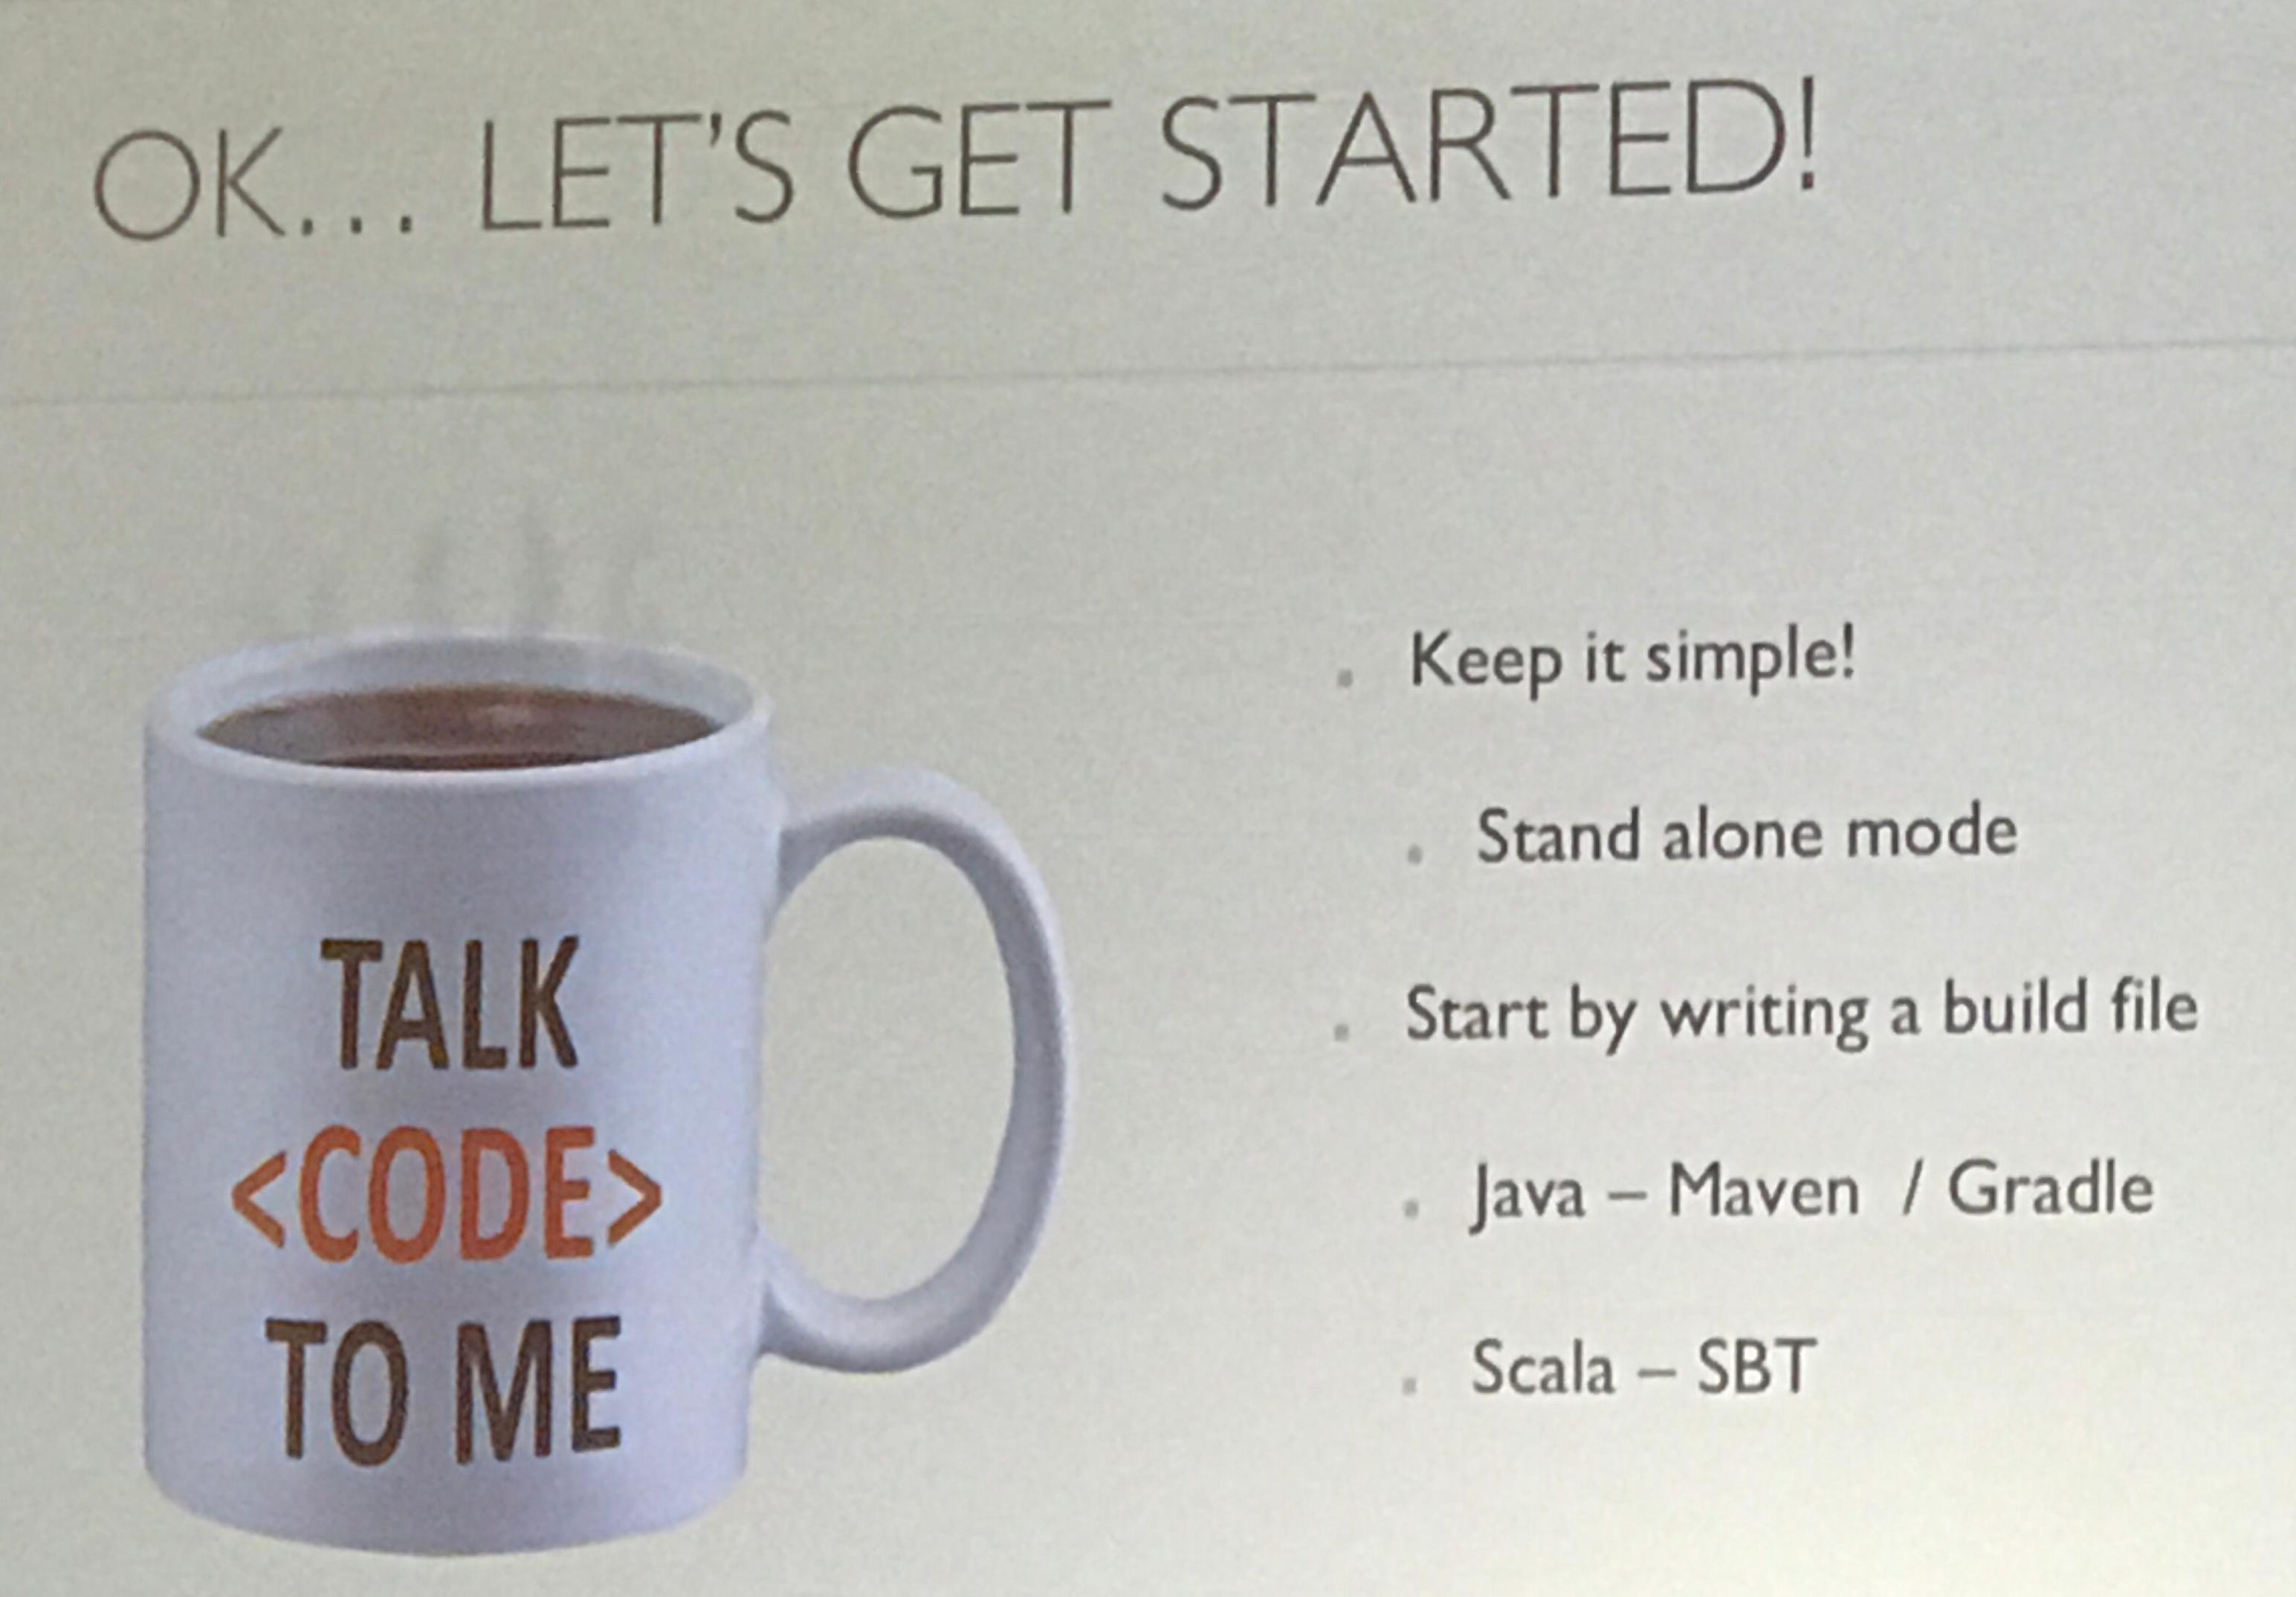 OK... LET'S GET STARTED!
TALK
<CODE>
TO ME
Keep it simple!
Stand alone mode
Start by writing a build file
Java – Maven / Gradle
Scala – SBT